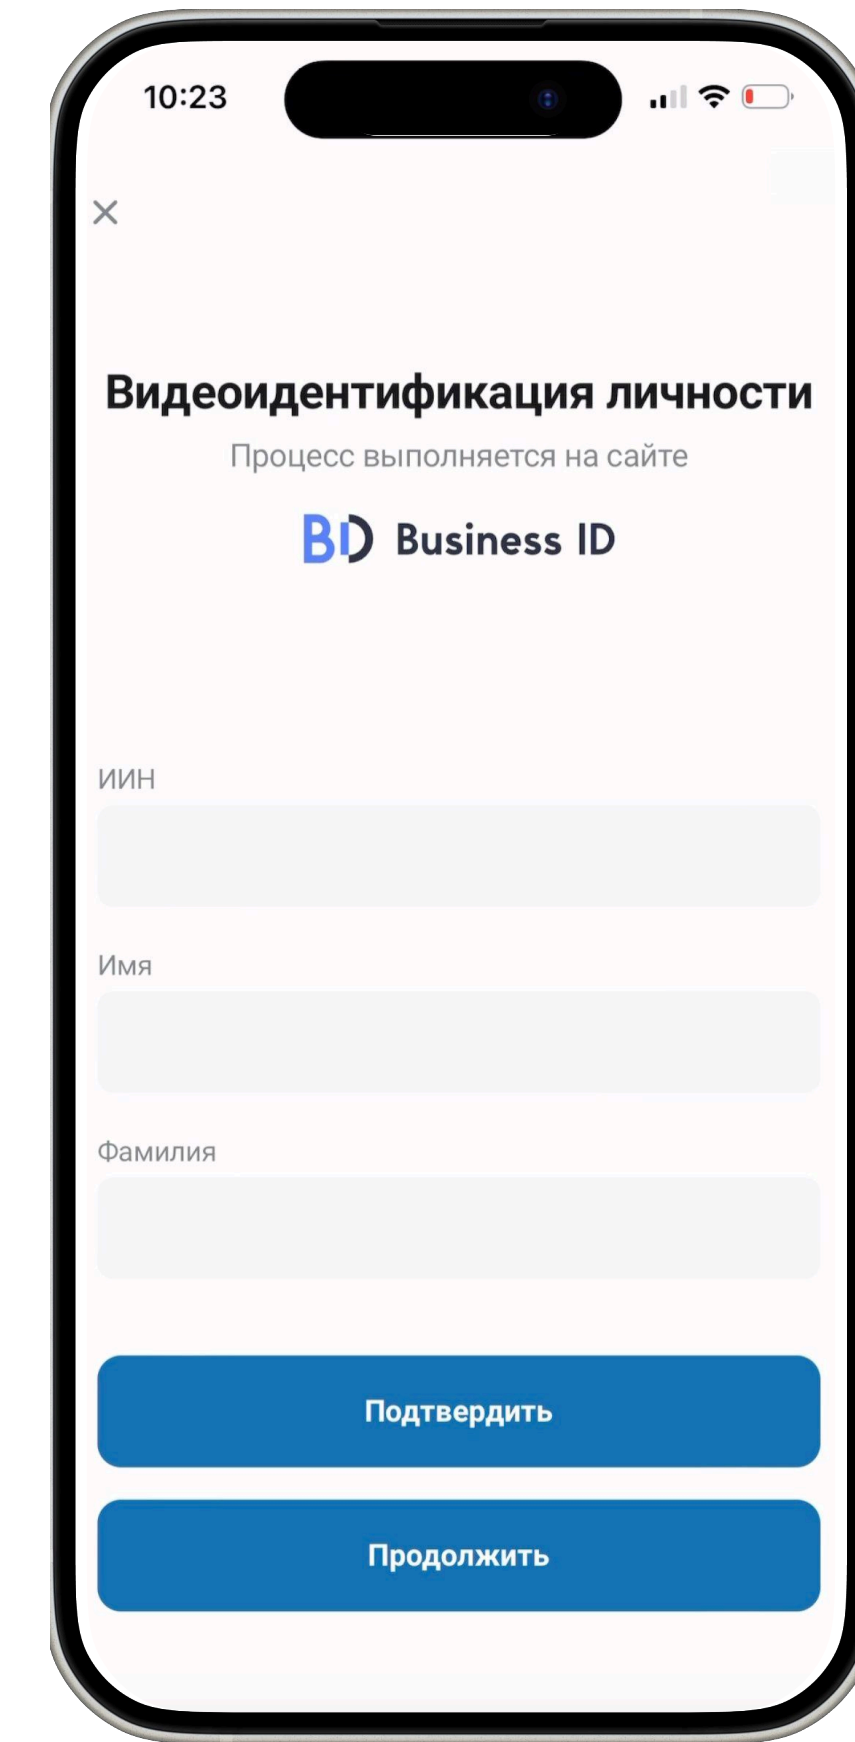 10:23
Видеоидентификация личности
Процесс выполняется на сайте
BD Business ID
ИИН
Имя
Фамилия
Подтвердить
Продолжить